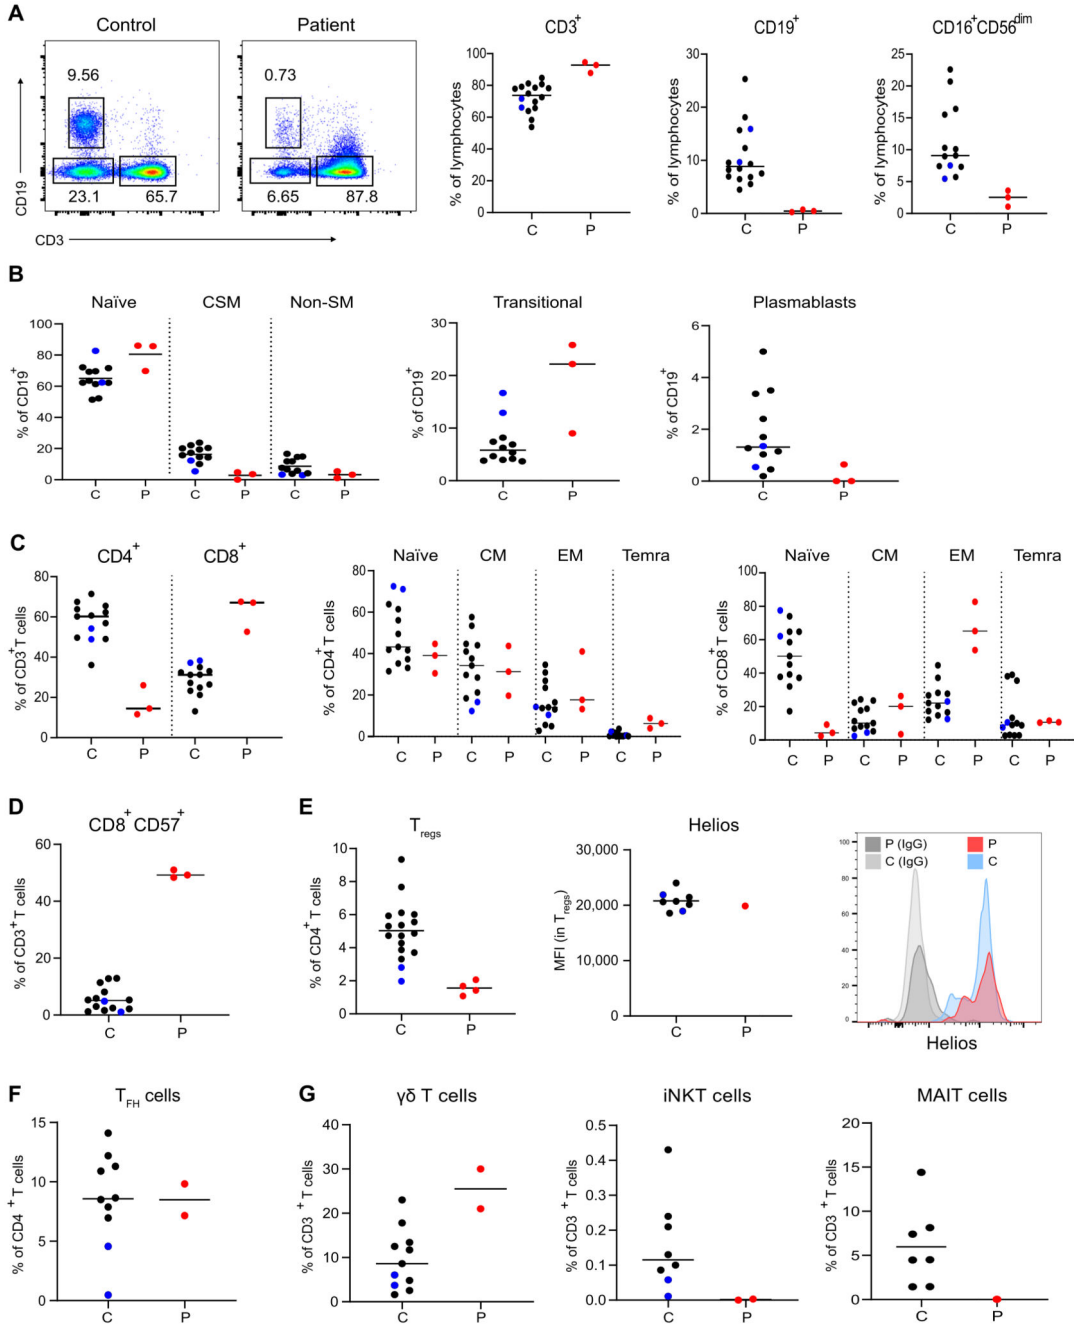 A
Control
Patient
9.56
23.1
65.7
0.73
6.65
87.8
CD19
CD3
CD3+
% of lymphocytes
100
80
60
40
20
0
C P
CD19+
% of lymphocytes
30
20
10
0
C P
CD16+CD56dim
% of lymphocytes
25
20
15
10
5
0
C P
B
Naïve CSM Non-SM
% of CD19+
100
80
60
40
20
0
C P C P C P
Transitional
% of CD19+
30
20
10
0
C P
Plasmablasts
% of CD19+
6
4
2
0
C P
C
CD4+ CD8+
% of CD3+T cells
80
60
40
20
0
C P C P
Naïve CM EM Temra
% of CD4+ T cells
80
60
40
20
0
C P C P C P C P
Naïve CM EM Temra
% of CD8+T cells
100
80
60
40
20
0
C P C P C P C P
D
CD8+CD57+
% of CD3+T cells
60
40
20
0
C P
E
Tregs
% of CD4+ T cells
10
8
6
4
2
0
C P
Helios
MFI (in Tregs)
30,000
20,000
10,000
0
C P
P (IgG) P
C (IgG) C
100
80
60
40
20
0
Helios
F
TFH cells
% of CD4 + T cells
15
10
5
0
C P
G
γδ T cells
% of CD3 + T cells
40
30
20
10
0
C P
iNKT cells
% of CD3 + T cells
0.5
0.4
0.3
0.2
0.1
0.0
C P
MAIT cells
% of CD3 + T cells
20
15
10
5
0
C P